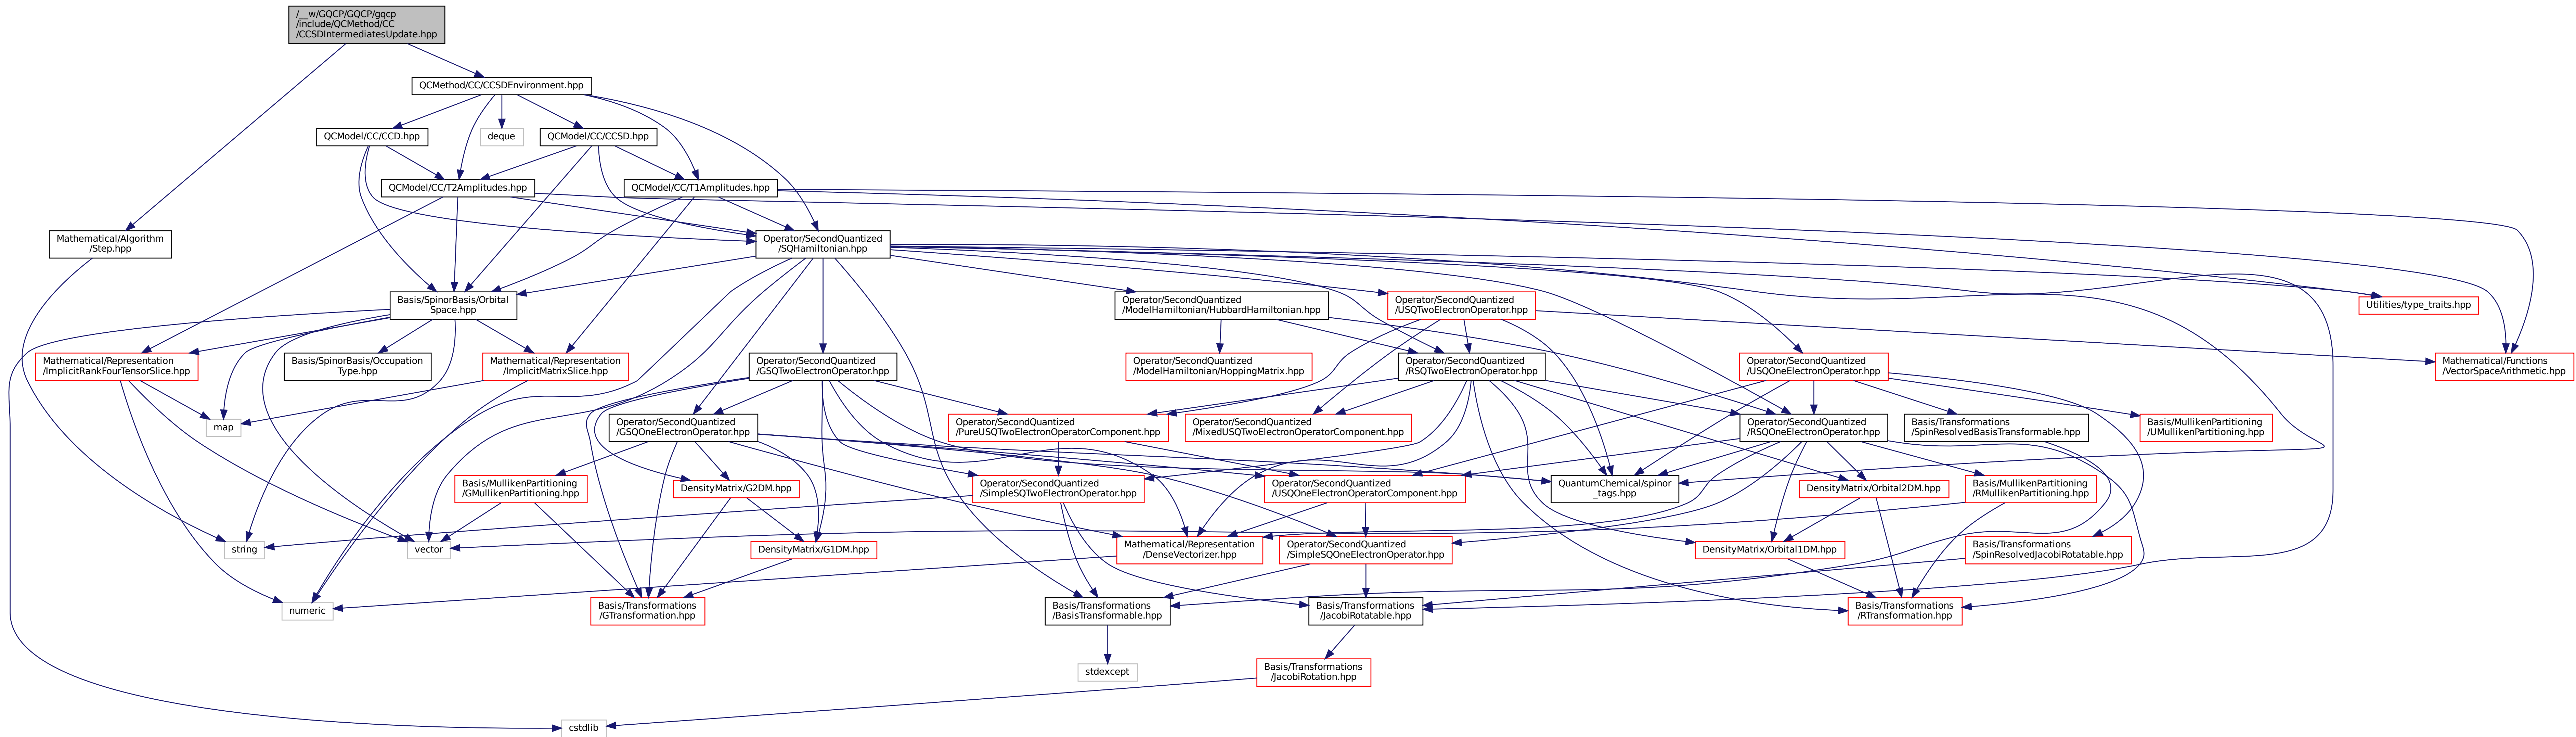 /__w/GQCP/GQCP/gqcp
/include/QCMethod/CC
/CCSDIntermediatesUpdate.hpp
QCMethod/CC/CCSDEnvironment.hpp
QCModel/CC/CCD.hpp
deque
QCModel/CC/CCSD.hpp
QCModel/CC/T2Amplitudes.hpp
QCModel/CC/T1Amplitudes.hpp
Mathematical/Algorithm
/Step.hpp
Operator/SecondQuantized
/SQHamiltonian.hpp
Basis/SpinorBasis/Orbital
Space.hpp
Operator/SecondQuantized
/ModelHamiltonian/HubbardHamiltonian.hpp
Operator/SecondQuantized
/USQTwoElectronOperator.hpp
Utilities/type_traits.hpp
Mathematical/Representation
/ImplicitRankFourTensorSlice.hpp
Basis/SpinorBasis/Occupation
Type.hpp
Mathematical/Representation
/ImplicitMatrixSlice.hpp
Operator/SecondQuantized
/GSQTwoElectronOperator.hpp
Operator/SecondQuantized
/ModelHamiltonian/HoppingMatrix.hpp
Operator/SecondQuantized
/RSQTwoElectronOperator.hpp
Operator/SecondQuantized
/USQOneElectronOperator.hpp
Mathematical/Functions
/VectorSpaceArithmetic.hpp
map
Operator/SecondQuantized
/GSQOneElectronOperator.hpp
Operator/SecondQuantized
/PureUSQTwoElectronOperatorComponent.hpp
Operator/SecondQuantized
/MixedUSQTwoElectronOperatorComponent.hpp
Operator/SecondQuantized
/RSQOneElectronOperator.hpp
Basis/Transformations
/SpinResolvedBasisTransformable.hpp
Basis/MullikenPartitioning
/UMullikenPartitioning.hpp
Basis/MullikenPartitioning
/GMullikenPartitioning.hpp
DensityMatrix/G2DM.hpp
Operator/SecondQuantized
/SimpleSQTwoElectronOperator.hpp
Operator/SecondQuantized
/USQOneElectronOperatorComponent.hpp
QuantumChemical/spinor
_tags.hpp
DensityMatrix/Orbital2DM.hpp
Basis/MullikenPartitioning
/RMullikenPartitioning.hpp
string
vector
DensityMatrix/G1DM.hpp
Mathematical/Representation
/DenseVectorizer.hpp
Operator/SecondQuantized
/SimpleSQOneElectronOperator.hpp
DensityMatrix/Orbital1DM.hpp
Basis/Transformations
/SpinResolvedJacobiRotatable.hpp
numeric
Basis/Transformations
/GTransformation.hpp
Basis/Transformations
/BasisTransformable.hpp
Basis/Transformations
/JacobiRotatable.hpp
Basis/Transformations
/RTransformation.hpp
stdexcept
Basis/Transformations
/JacobiRotation.hpp
cstdlib